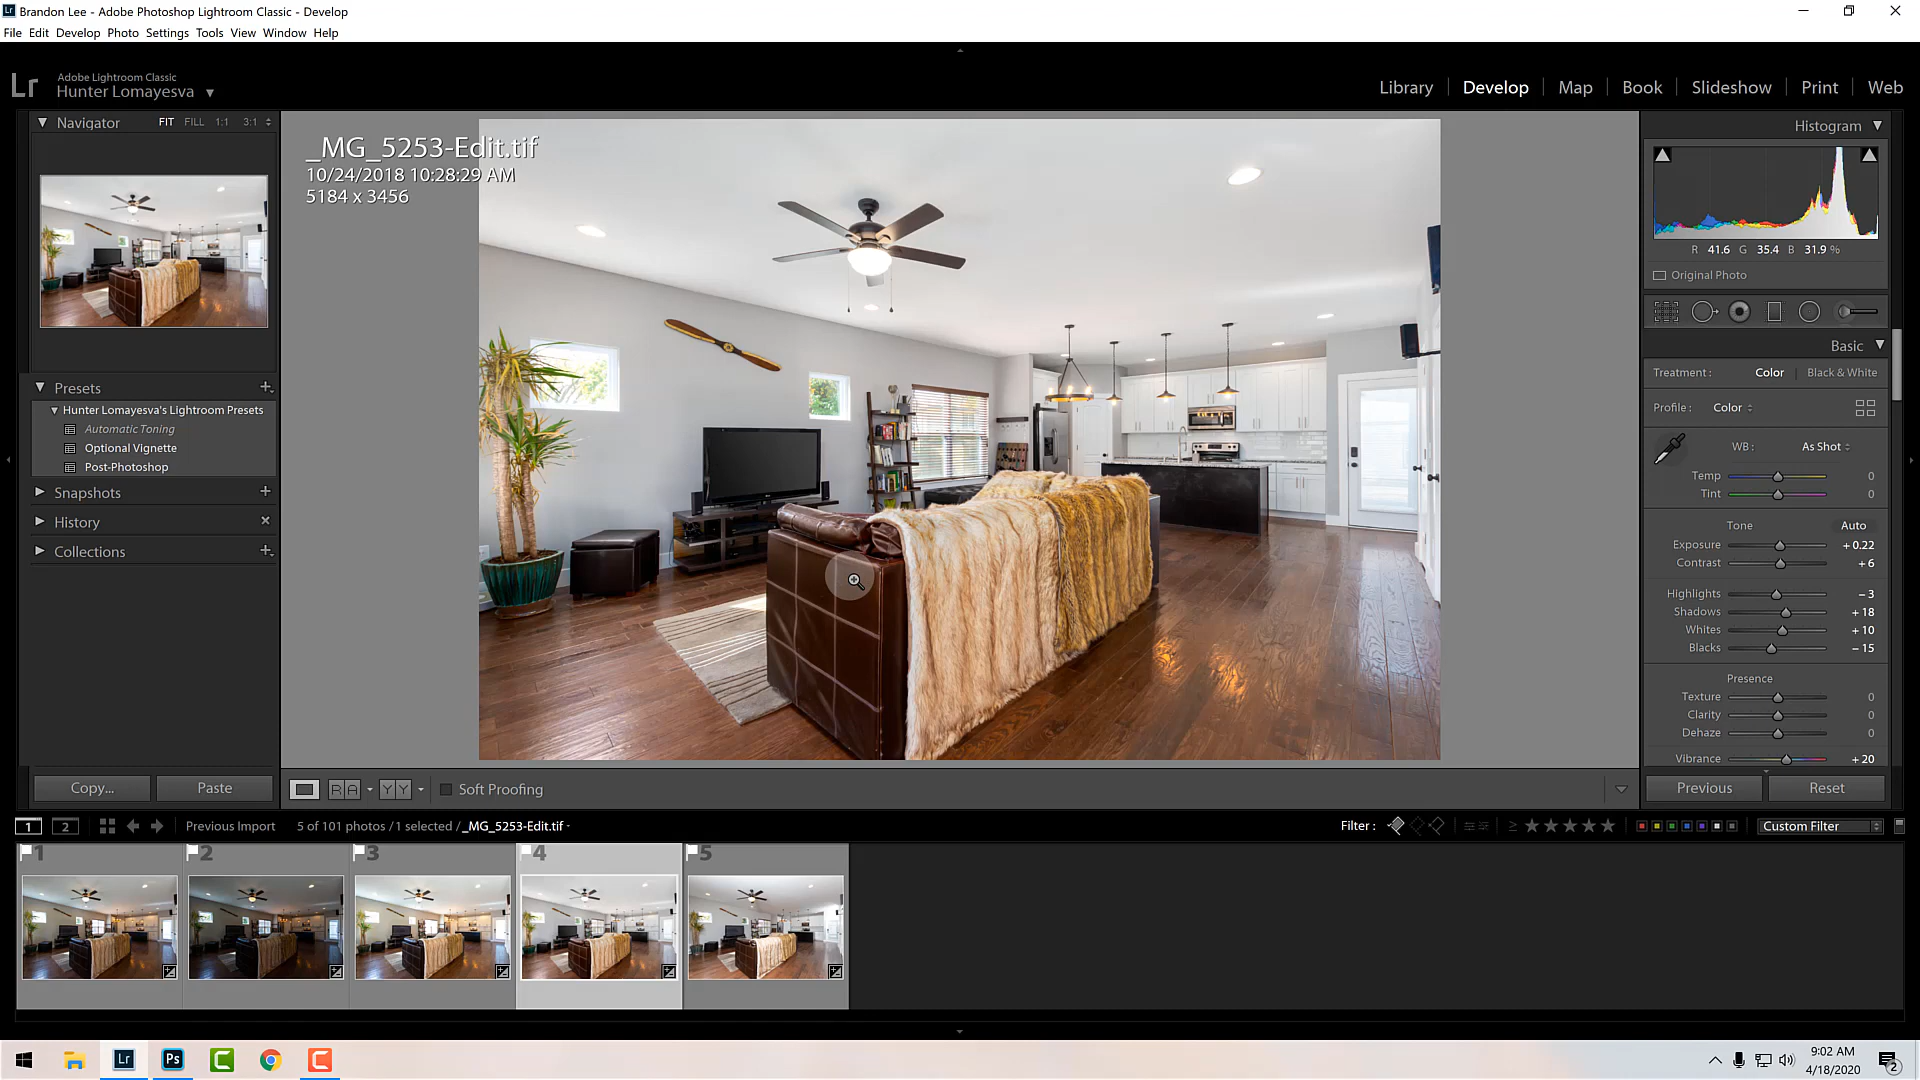 Brandon Lee - Adobe Photoshop Lightroom Classic - Develop
File Edit Develop Photo Settings Tools View Window Help
Lr
Adobe Lightroom Classic
Hunter Lomayesva
Library Develop Map Book Slideshow Print Web
Navigator FIT FILL 1:1 3:1
_MG_5253-Edit.tif
10/24/2018 10:28:29 AM
5184 x 3456
Histogram
R 41.6 G 35.4 B 31.9 %
Original Photo
Basic
Treatment : Color Black & White
Profile : Color
WB: As Shot
Temp 0
Tint 0
Tone Auto
Exposure + 0.22
Contrast + 6
Highlights - 3
Shadows + 18
Whites + 10
Blacks - 15
Presence
Texture 0
Clarity 0
Dehaze 0
Vibrance + 20
Previous Reset
Presets
Hunter Lomayesva's Lightroom Presets
Automatic Toning
Optional Vignette
Post-Photoshop
Snapshots
History
Collections
Copy... Paste
R A Y Y Soft Proofing
1 2 Previous Import 5 of 101 photos / 1 selected / _MG_5253-Edit.tif
Filter : Custom Filter
1 2 3 4 5
Lr Ps C C
9:02 AM
4/18/2020
2